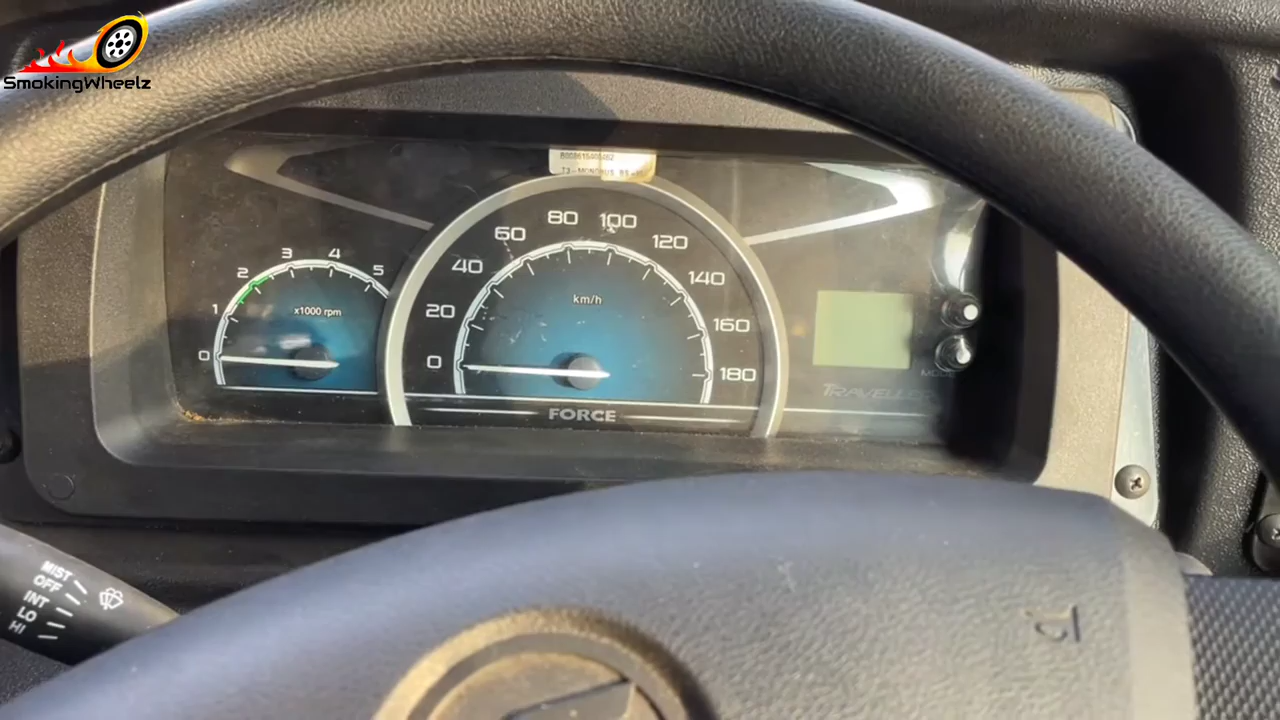 SmokingWheelz
80 100
60 120
40 140
20 160
0 180
km/h
FORCE
1 2 3 4 5
0
x1000 rpm
TRAVELLER
MIST
OFF
INT
LO
HI